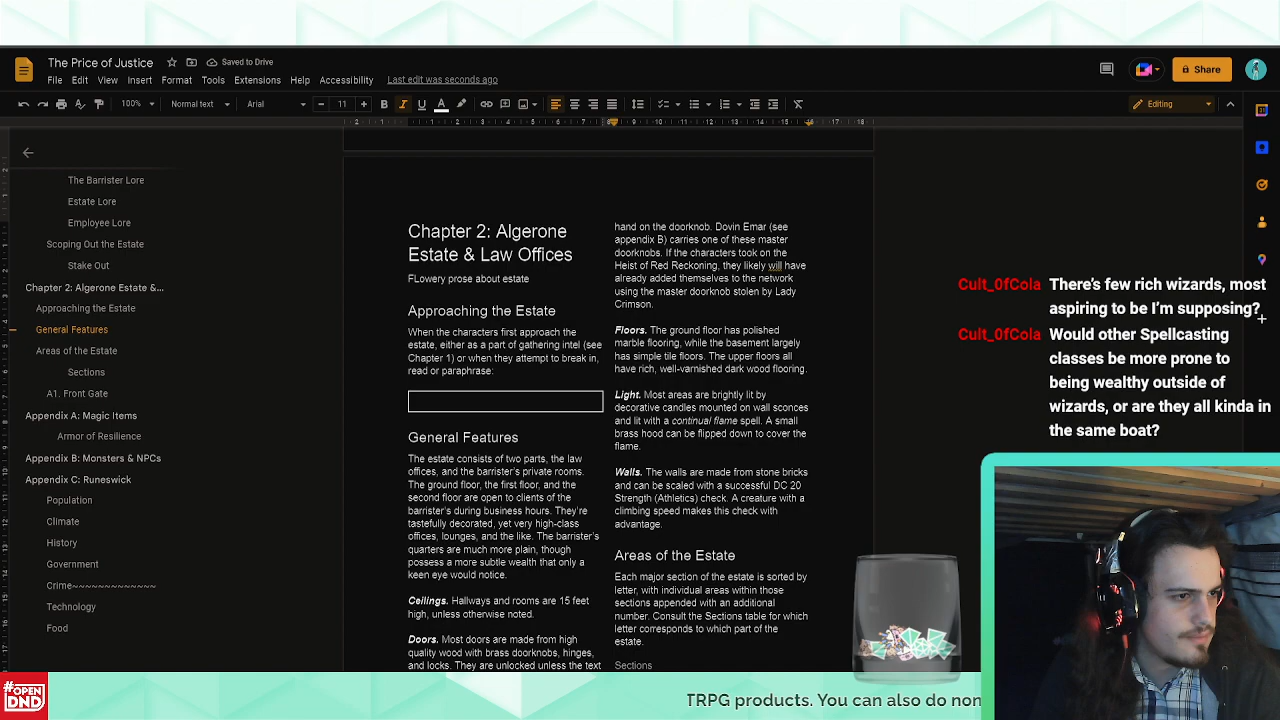 The Price of Justice
Saved to Drive
File Edit View Insert Format Tools Extensions Help Accessibility
Last edit was seconds ago
Share
100%
Normal text
Arial
11
Editing
The Barrister Lore
Estate Lore
Employee Lore
Scoping Out the Estate
Stake Out
Chapter 2: Algerone Estate &...
Approaching the Estate
General Features
Areas of the Estate
Sections
A1. Front Gate
Appendix A: Magic Items
Armor of Resilience
Appendix B: Monsters & NPCs
Appendix C: Runeswick
Population
Climate
History
Government
Crime~~~~~~~~~~~~~
Technology
Food
Chapter 2: Algerone
Estate & Law Offices
FLowery prose about estate
Approaching the Estate
When the characters first approach the
estate, either as a part of gathering intel (see
Chapter 1) or when they attempt to break in,
read or paraphrase:
General Features
The estate consists of two parts, the law
offices, and the barrister's private rooms.
The ground floor, the first floor, and the
second floor are open to clients of the
barrister's during business hours. They're
tastefully decorated, yet very high-class
offices, lounges, and the like. The barrister's
quarters are much more plain, though
possess a more subtle wealth that only a
keen eye would notice.
Ceilings. Hallways and rooms are 15 feet
high, unless otherwise noted.
Doors. Most doors are made from high
quality wood with brass doorknobs, hinges,
and locks. They are unlocked unless the text
hand on the doorknob. Dovin Emar (see
appendix B) carries one of these master
doorknobs. If the characters took on the
Heist of Red Reckoning, they likely will have
already added themselves to the network
using the master doorknob stolen by Lady
Crimson.
Floors. The ground floor has polished
marble flooring, while the basement largely
has simple tile floors. The upper floors all
have rich, well-varnished dark wood flooring.
Light. Most areas are brightly lit by
decorative candles mounted on wall sconces
and lit with a continual flame spell. A small
brass hood can be flipped down to cover the
flame.
Walls. The walls are made from stone bricks
and can be scaled with a successful DC 20
Strength (Athletics) check. A creature with a
climbing speed makes this check with
advantage.
Areas of the Estate
Each major section of the estate is sorted by
letter, with individual areas within those
sections appended with an additional
number. Consult the Sections table for which
letter corresponds to which part of the
estate.
Sections
Cult_0fCola There's few rich wizards, most
aspiring to be I'm supposing?
Cult_0fCola Would other Spellcasting
classes be more prone to
being wealthy outside of
wizards, or are they all kinda in
the same boat?
#OPEN
DND
TRPG products. You can also do non